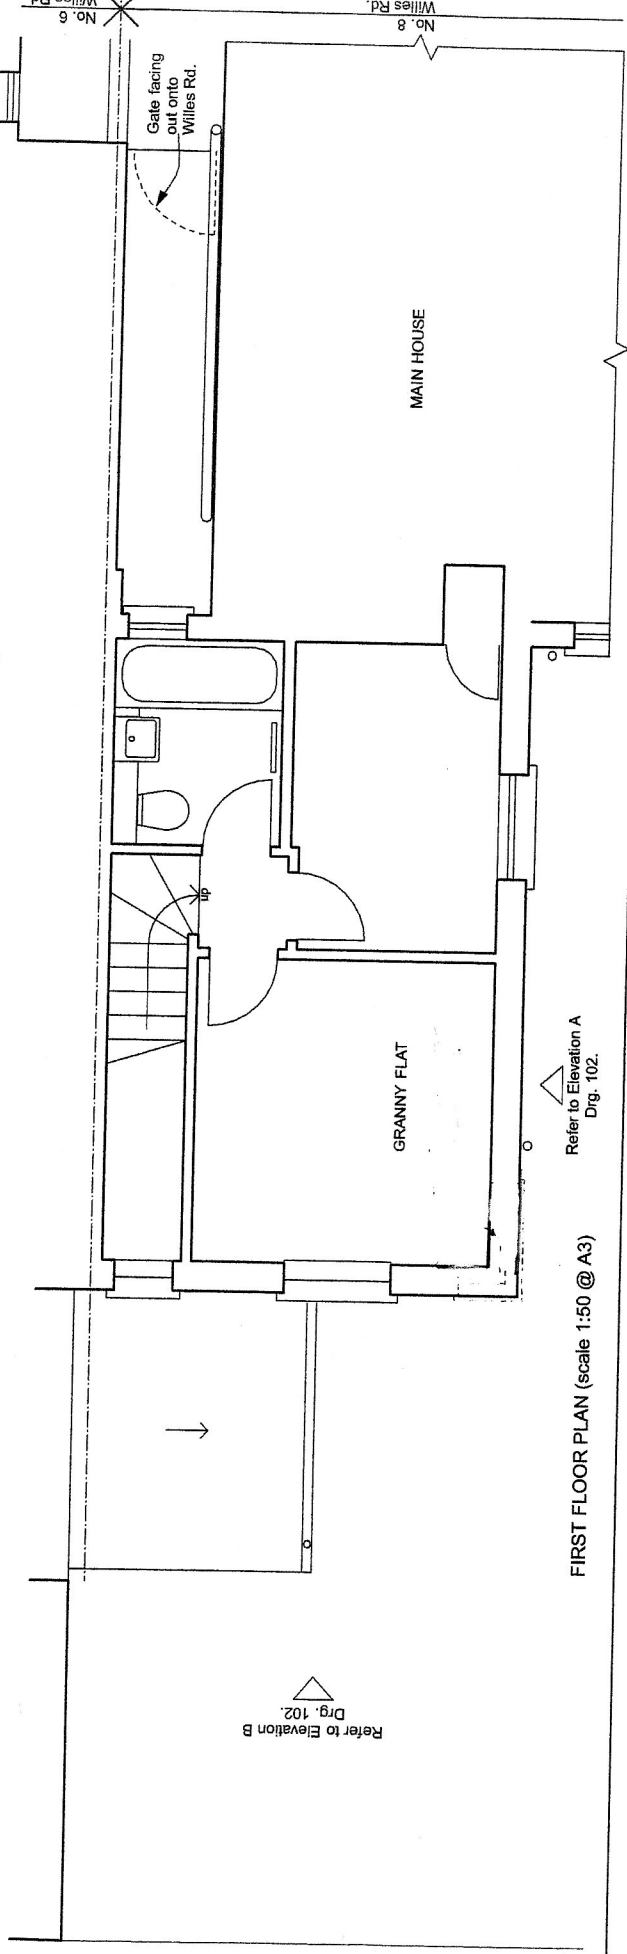 No. 6
Willes Rd.
No. 8
Willes Rd.
Gate facing
out onto
Willes Rd.
MAIN HOUSE
up
GRANNY FLAT
Refer to Elevation A
Drg. 102.
FIRST FLOOR PLAN (scale 1:50 @ A3)
Refer to Elevation B
Drg. 102.